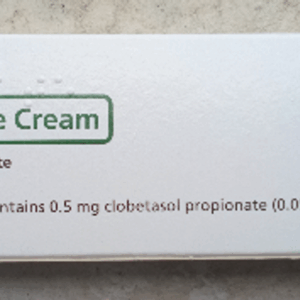 e Cream
te
ntains 0.5 mg clobetasol propionate (0.0